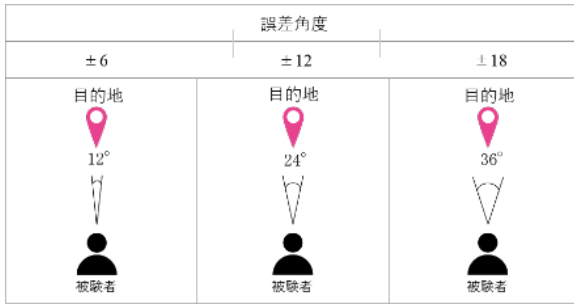 誤差角度
±6 ±12 ±18
目的地 目的地 目的地
12° 24° 36°
被験者 被験者 被験者